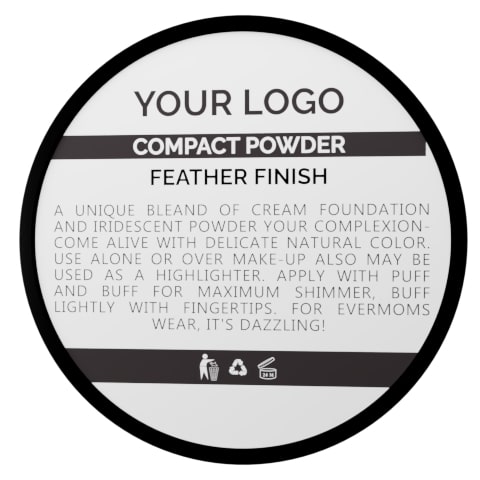 YOUR LOGO
COMPACT POWDER
FEATHER FINISH
A UNIQUE BLEAND OF CREAM FOUNDATION
AND IRIDESCENT POWDER YOUR COMPLEXION-
COME ALIVE WITH DELICATE NATURAL COLOR.
USE ALONE OR OVER MAKE-UP ALSO MAY BE
USED AS A HIGHLIGHTER. APPLY WITH PUFF
AND BUFF FOR MAXIMUM SHIMMER, BUFF
LIGHTLY WITH FINGERTIPS. FOR EVERMOMS
WEAR, IT'S DAZZLING!
24 M